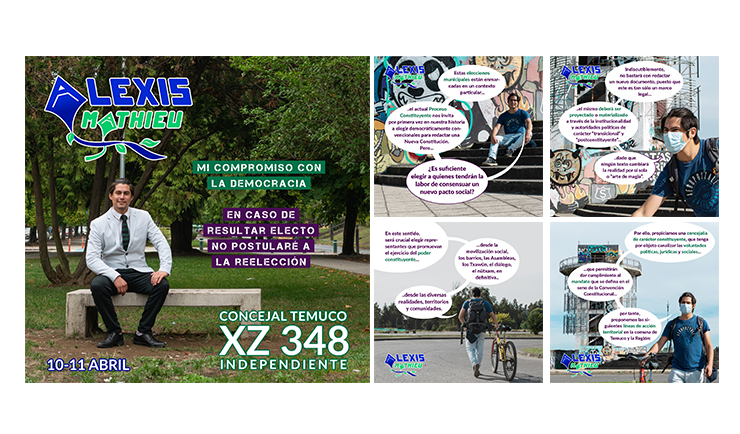 ALEXIS
MATHIEU
MI COMPROMISO CON
LA DEMOCRACIA
EN CASO DE
RESULTAR ELECTO
NO POSTULARÉ A
LA REELECCIÓN
CONCEJAL TEMUCO
XZ 348
INDEPENDIENTE
10-11 ABRIL
ALEXIS
MATHIEU
Estas elecciones
municipales están enmar-
cadas en un contexto
particular...
...el actual Proceso
Constituyente nos invita
por primera vez en nuestra historia
a elegir democráticamente con-
vencionales para redactar una
Nueva Constitución.
Pero...
¿Es suficiente
elegir a quienes tendrán la
labor de consensuar un
nuevo pacto social?
ALEXIS
MATHIEU
Indiscutiblemente,
no bastará con redactar
un nuevo documento, puesto que
este es tan sólo un marco
legal...
...el mismo deberá ser
proyectado o materializado
a través de la institucionalidad
y autoridades políticas de
carácter "transicional" y
"postconstituyente"...
...dado que
ningún texto cambiará
la realidad por sí solo
o "arte de magia".
En este sentido,
será crucial elegir repre-
sentantes que promuevan
el ejercicio del poder
constituyente...
...desde la
movilización social,
los barrios, las Asambleas,
los Txawün, el diálogo,
el nütxam, en
definitiva...
...desde las diversas
realidades, territorios
y comunidades.
ALEXIS
MATHIEU
Por ello, propiciamos una concejalía
de carácter constituyente, que tenga
por objeto canalizar las voluntades
políticas, jurídicas y sociales...
...que permitirán
dar cumplimiento al
mandato que se defina en el
seno de la Convención
Constitucional...
por tanto,
proponemos las si-
guientes líneas de acción
territorial en la comuna de
Temuco y la Región:
ALEXIS
MATHIEU